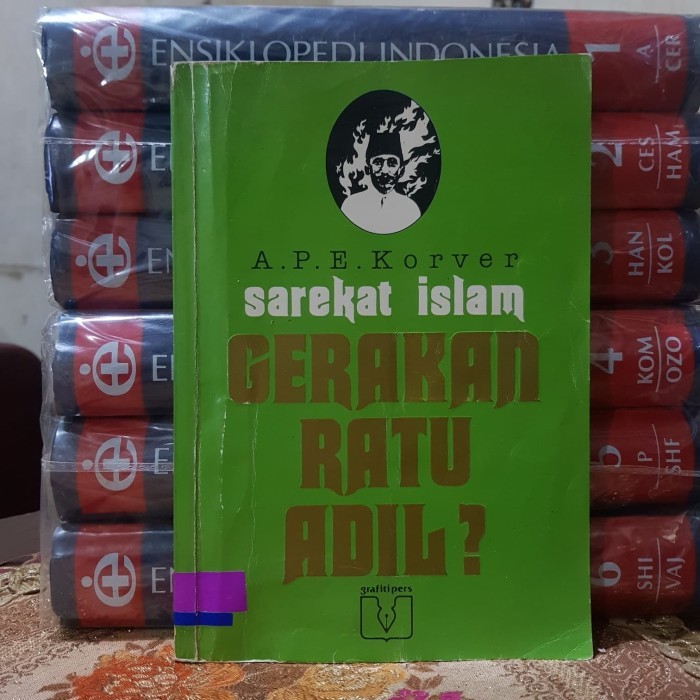 ENSIKLOPEDI INDONESIA
1
A
CER
A.P.E.Korver
sarekat islam
GERAKAN
RATU
ADIL?
grafitipers
2
CES
HAM
3
HAN
KOL
4
KOM
OZO
5
P
SHF
6
SHI
VAJ